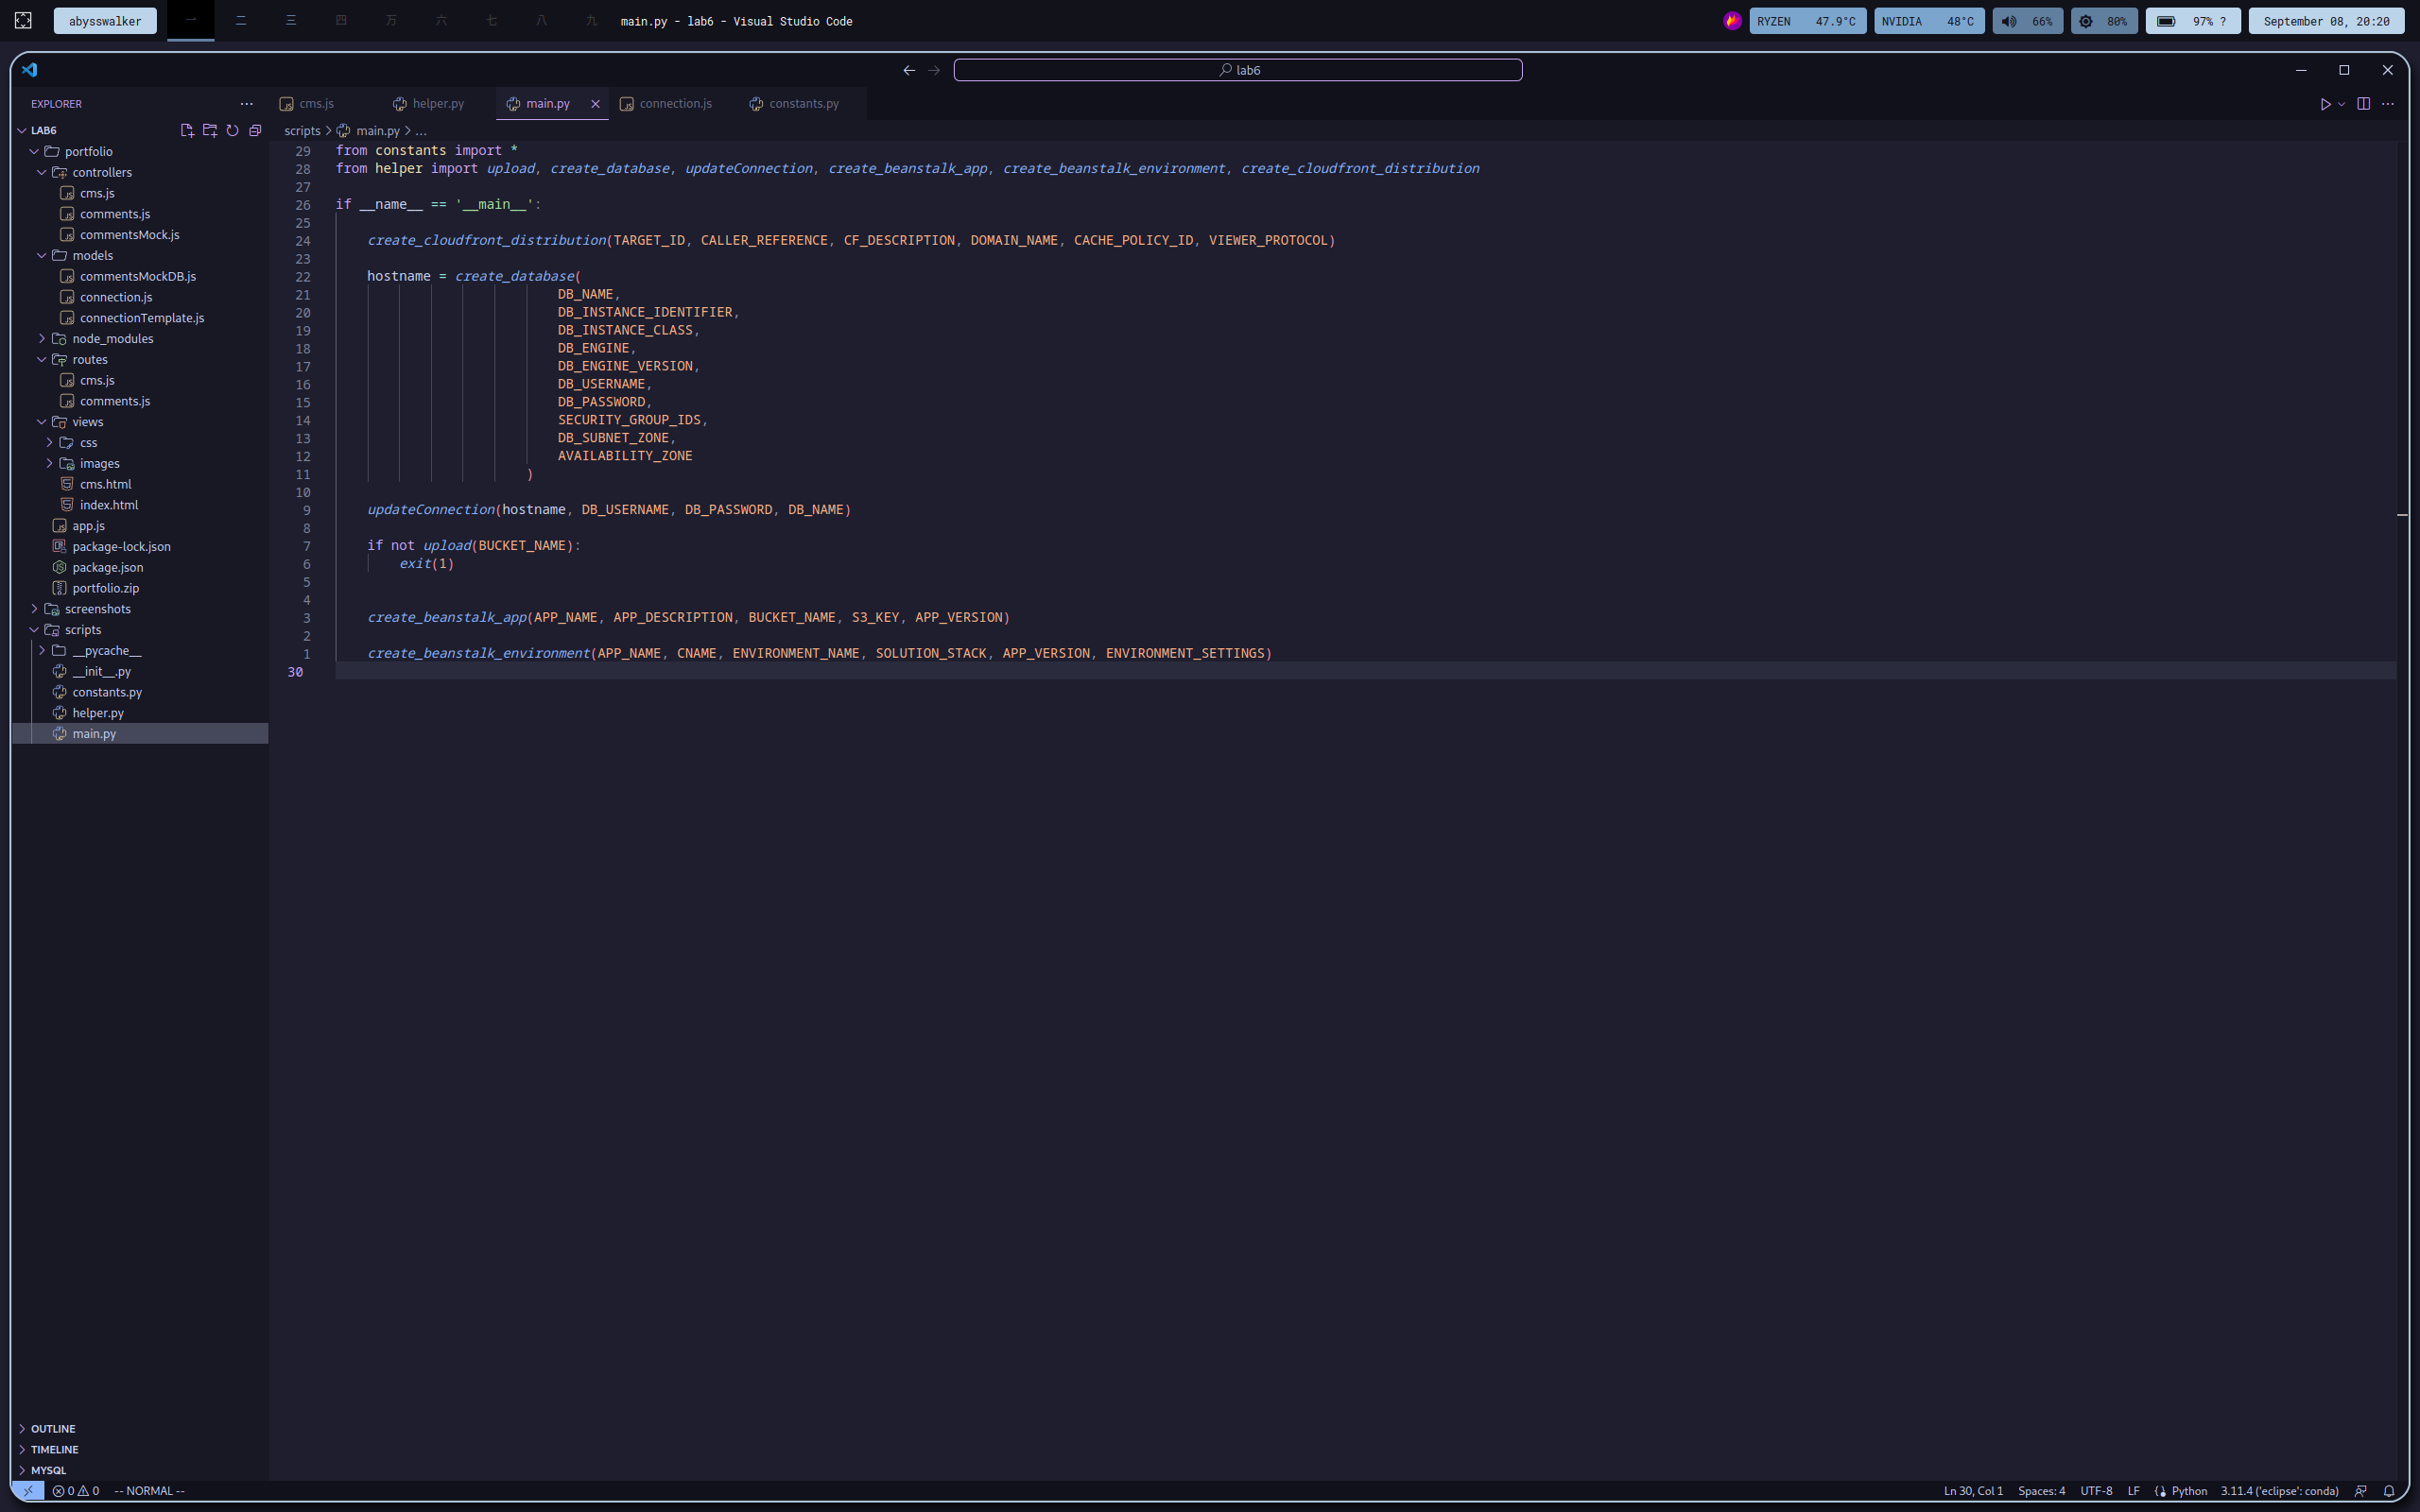 abysswalker 一 二 三 四 万 六 七 八 九 main.py - lab6 - Visual Studio Code RYZEN 47.9°C NVIDIA 48°C 66% 80% 97% ? September 08, 20:20
lab6
EXPLORER
cms.js helper.py main.py connection.js constants.py
LAB6
scripts > main.py > ...
portfolio
controllers
cms.js
comments.js
commentsMock.js
models
commentsMockDB.js
connection.js
connectionTemplate.js
node_modules
routes
cms.js
comments.js
views
css
images
cms.html
index.html
app.js
package-lock.json
package.json
portfolio.zip
screenshots
scripts
__pycache__
__init__.py
constants.py
helper.py
main.py
OUTLINE
TIMELINE
MYSQL
29 from constants import *
28 from helper import upload, create_database, updateConnection, create_beanstalk_app, create_beanstalk_environment, create_cloudfront_distribution
27
26 if __name__ == '__main__':
25
24 create_cloudfront_distribution(TARGET_ID, CALLER_REFERENCE, CF_DESCRIPTION, DOMAIN_NAME, CACHE_POLICY_ID, VIEWER_PROTOCOL)
23
22 hostname = create_database(
21 DB_NAME,
20 DB_INSTANCE_IDENTIFIER,
19 DB_INSTANCE_CLASS,
18 DB_ENGINE,
17 DB_ENGINE_VERSION,
16 DB_USERNAME,
15 DB_PASSWORD,
14 SECURITY_GROUP_IDS,
13 DB_SUBNET_ZONE,
12 AVAILABILITY_ZONE
11 )
10
9 updateConnection(hostname, DB_USERNAME, DB_PASSWORD, DB_NAME)
8
7 if not upload(BUCKET_NAME):
6 exit(1)
5
4
3 create_beanstalk_app(APP_NAME, APP_DESCRIPTION, BUCKET_NAME, S3_KEY, APP_VERSION)
2
1 create_beanstalk_environment(APP_NAME, CNAME, ENVIRONMENT_NAME, SOLUTION_STACK, APP_VERSION, ENVIRONMENT_SETTINGS)
30
0 0 -- NORMAL -- Ln 30, Col 1 Spaces: 4 UTF-8 LF Python 3.11.4 ('eclipse': conda)